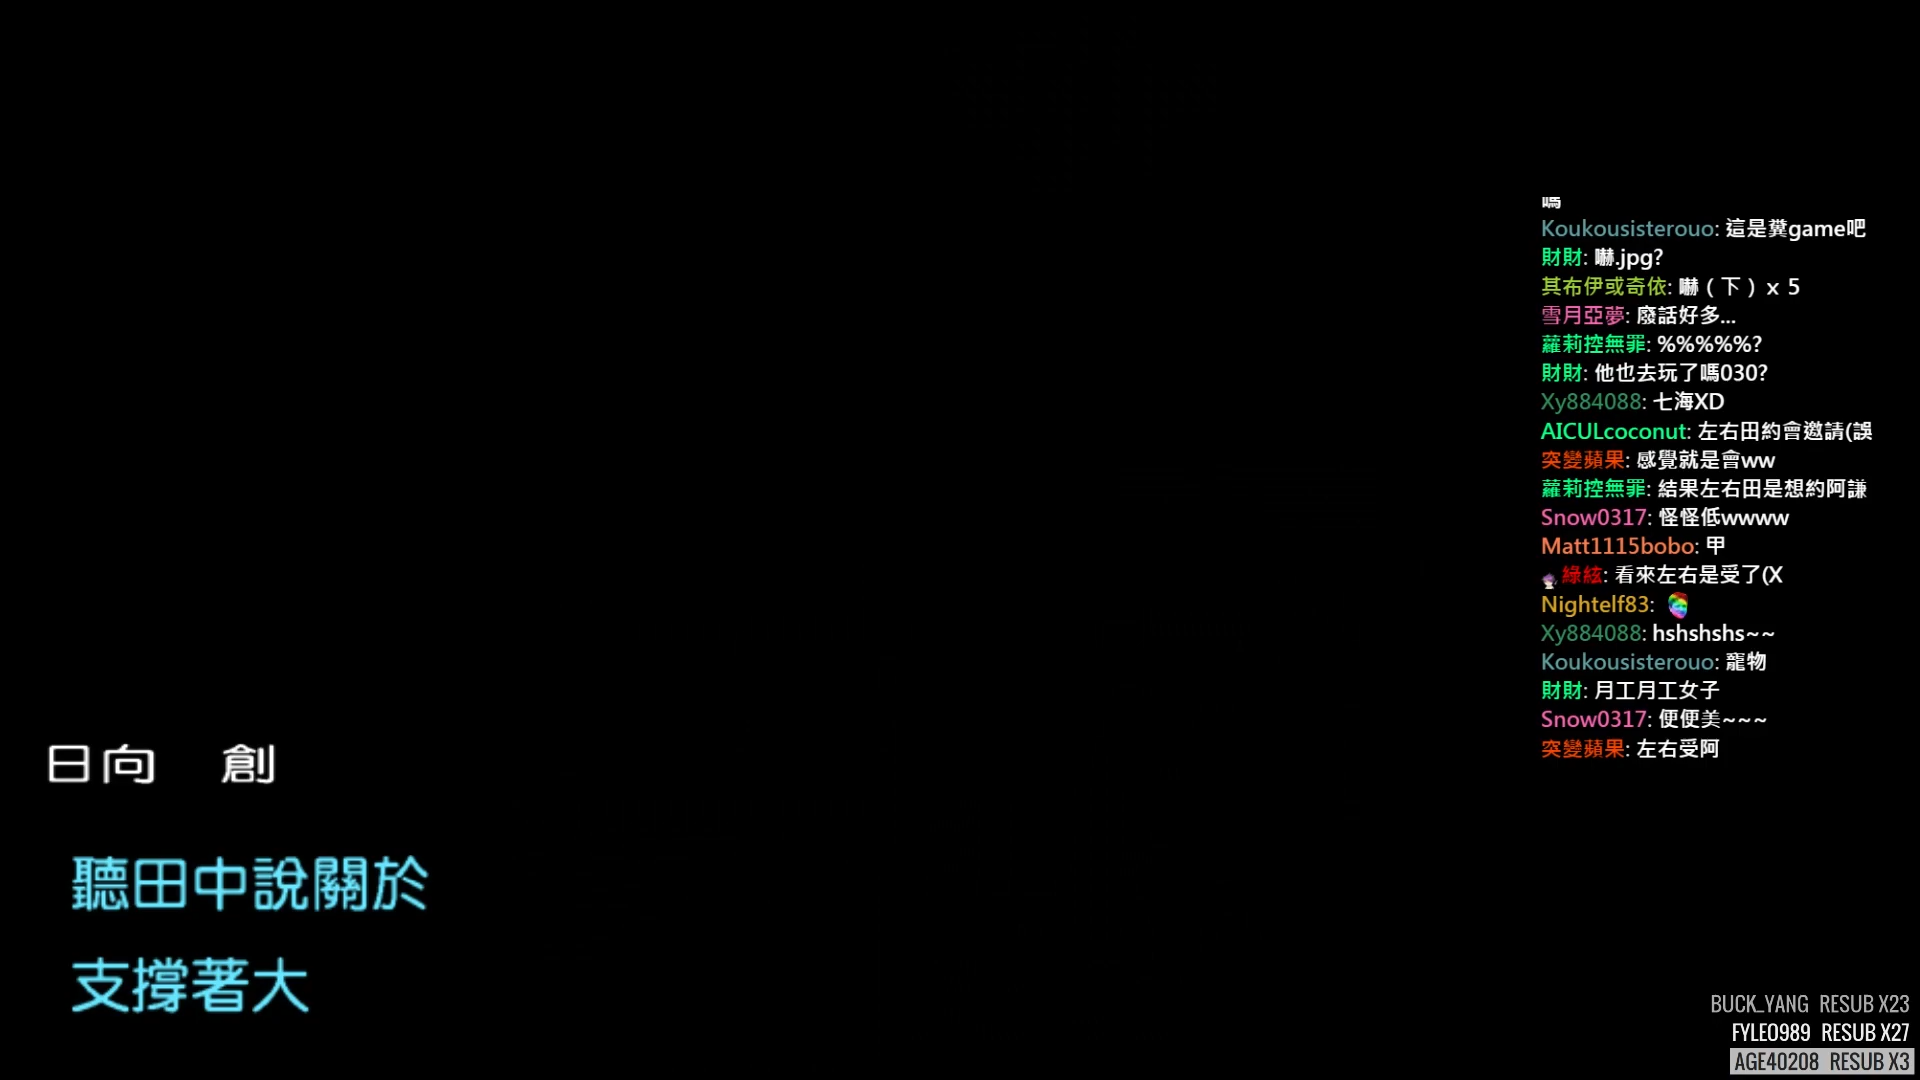 嗎
Koukousisterouo: 這是糞game吧
財財: 嚇.jpg?
其布伊或奇依: 嚇（下）x 5
雪月亞夢: 廢話好多...
蘿莉控無罪: %%%%%?
財財: 他也去玩了嗎030?
Xy884088: 七海XD
AICULcoconut: 左右田約會邀請(誤
突變蘋果: 感覺就是會ww
蘿莉控無罪: 結果左右田是想約阿謙
Snow0317: 怪怪低wwww
Matt1115bobo: 甲
綠絃: 看來左右是受了(X
Nightelf83:
Xy884088: hshshshs~~
Koukousisterouo: 寵物
財財: 月工月工女子
Snow0317: 便便美~~~
突變蘋果: 左右受阿
日向 創
聽田中說關於
支撐著大
BUCK_YANG RESUB X23
FYLEO989 RESUB X27
AGE40208 RESUB X3